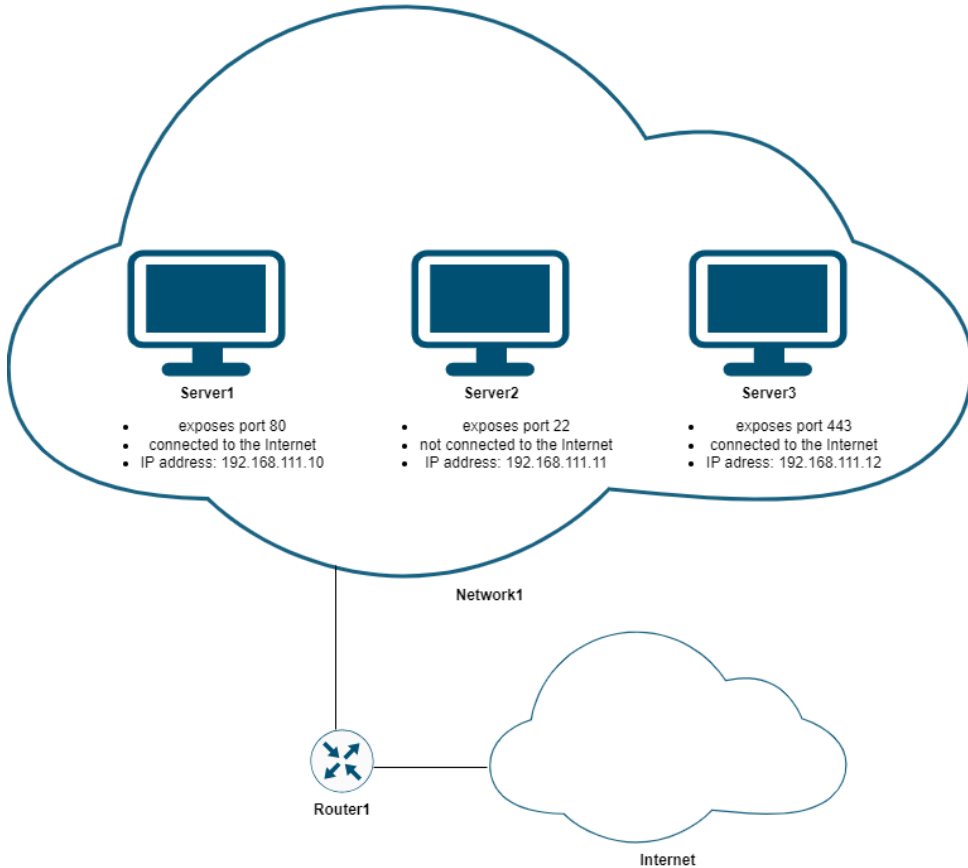 Server1
• exposes port 80
• connected to the Internet
• IP address: 192.168.111.10
Server2
• exposes port 22
• not connected to the Internet
• IP address: 192.168.111.11
Server3
• exposes port 443
• connected to the Internet
• IP adress: 192.168.111.12
Network1
Router1
Internet